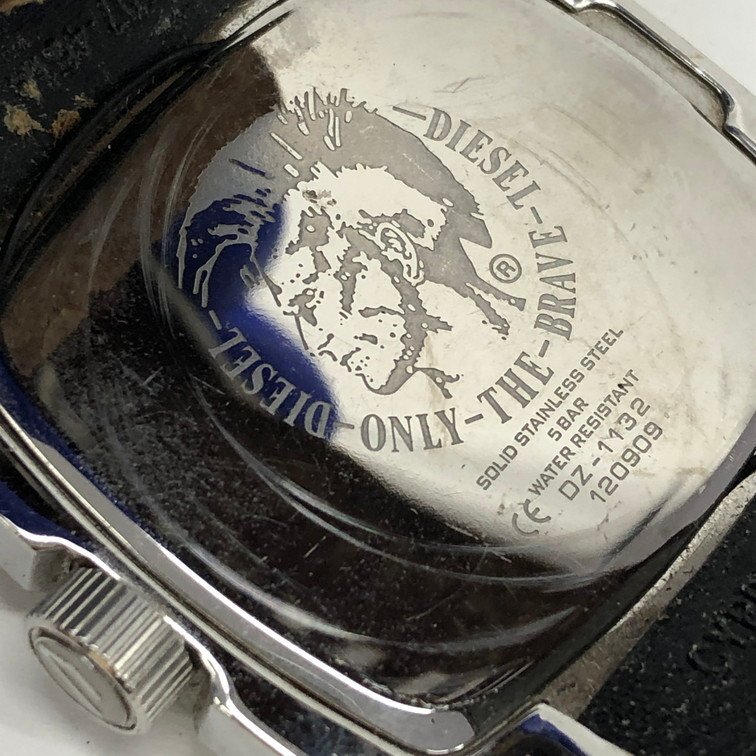 DIESEL-ONLY-THE-BRAVE-DIESEL
®
SOLID STAINLESS STEEL
5 BAR
CE WATER RESISTANT
DZ-1132
120909